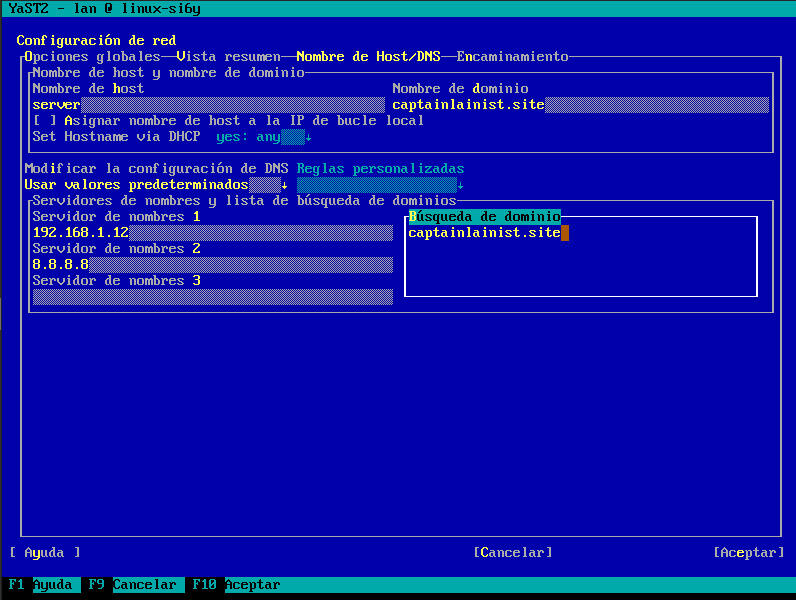 YaST2 - lan @ linux-si6y
Configuración de red
Opciones globales—Vista resumen—Nombre de Host/DNS—Encaminamiento
Nombre de host y nombre de dominio
Nombre de host Nombre de dominio
server captainlainist.site
[ ] Asignar nombre de host a la IP de bucle local
Set Hostname via DHCP yes: any↓
Modificar la configuración de DNS Reglas personalizadas
Usar valores predeterminados↓ ↓
Servidores de nombres y lista de búsqueda de dominios
Servidor de nombres 1 Búsqueda de dominio
192.168.1.12 captainlainist.site
Servidor de nombres 2
8.8.8.8
Servidor de nombres 3
[ Ayuda ] [Cancelar] [Aceptar]
F1 Ayuda F9 Cancelar F10 Aceptar